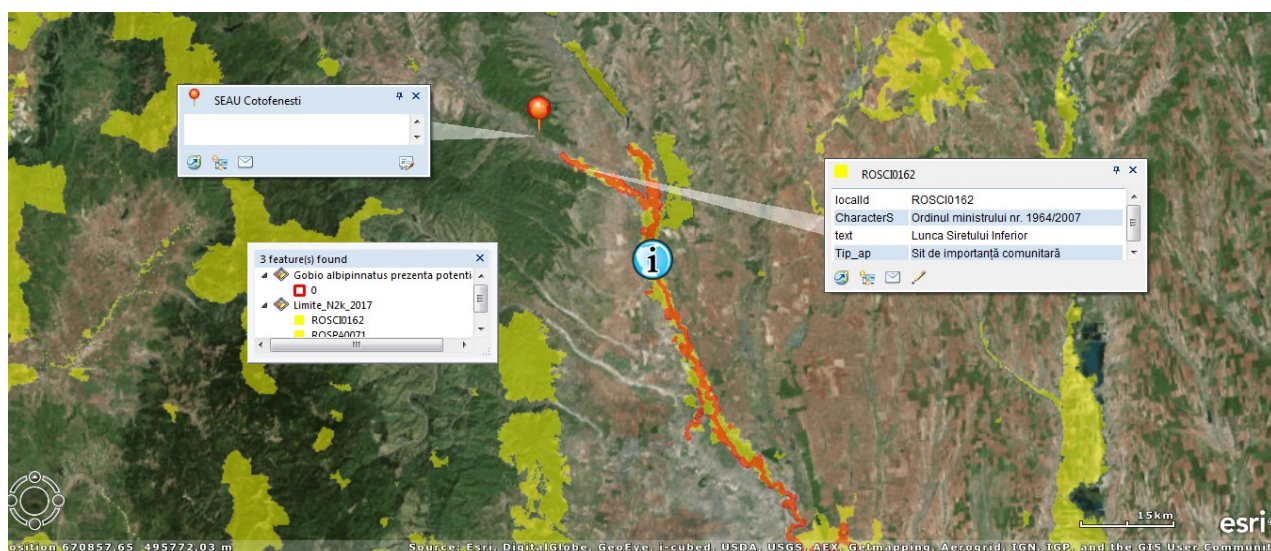 SEAU Cotofenesti
ROSCI0162
localId ROSCI0162
CharacterS Ordinul ministrului nr. 1964/2007
text Lunca Siretului Inferior
Tip_ap Sit de importanță comunitară
3 feature(s) found
Gobio albipinnatus prezenta potenti
0
Limite_N2k_2017
ROSCI0162
ROSPA0071
i
15km
esri
osition 670857,65 495772,03 m
Source: Esri, DigitalGlobe, GeoEye, i-cubed, USDA, USGS, AEX, Getmapping, Aerogrid, IGN, IGP, and the GIS User Communit